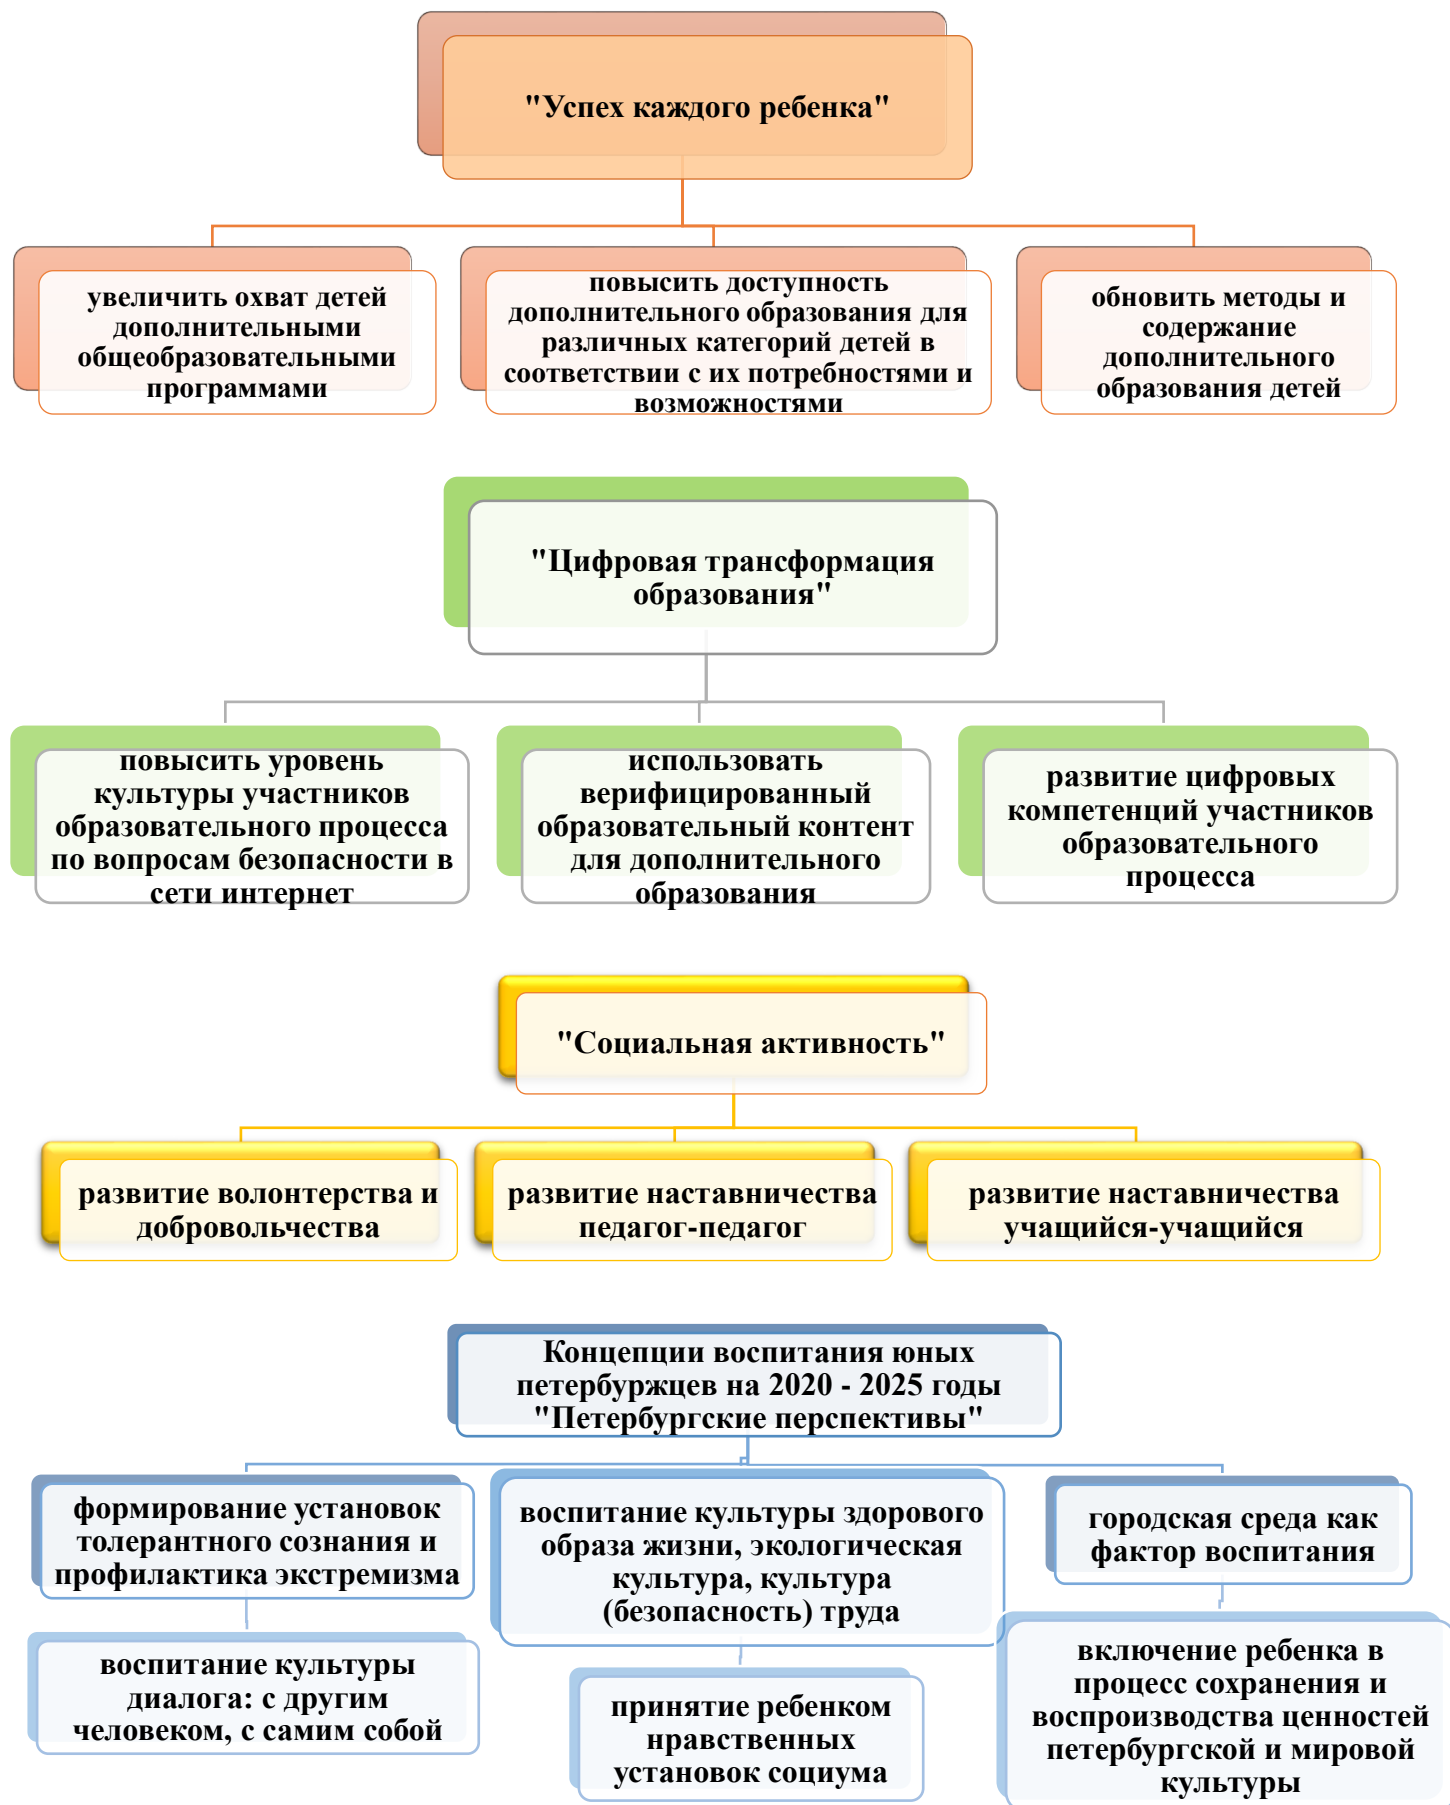 "Успех каждого ребенка"
увеличить охват детей
дополнительными
общеобразовательными
программами
повысить доступность
дополнительного образования для
различных категорий детей в
соответствии с их потребностями и
возможностями
обновить методы и
содержание
дополнительного
образования детей
"Цифровая трансформация
образования"
повысить уровень
культуры участников
образовательного процесса
по вопросам безопасности в
сети интернет
использовать
верифицированный
образовательный контент
для дополнительного
образования
развитие цифровых
компетенций участников
образовательного
процесса
"Социальная активность"
развитие волонтерства и
добровольчества
развитие наставничества
педагог-педагог
развитие наставничества
учащийся-учащийся
Концепции воспитания юных
петербуржцев на 2020 - 2025 годы
"Петербургские перспективы"
формирование установок
толерантного сознания и
профилактика экстремизма
воспитание культуры
диалога: с другим
человеком, с самим собой
воспитание культуры здорового
образа жизни, экологическая
культура, культура
(безопасность) труда
принятие ребенком
нравственных
установок социума
городская среда как
фактор воспитания
включение ребенка в
процесс сохранения и
воспроизводства ценностей
петербургской и мировой
культуры